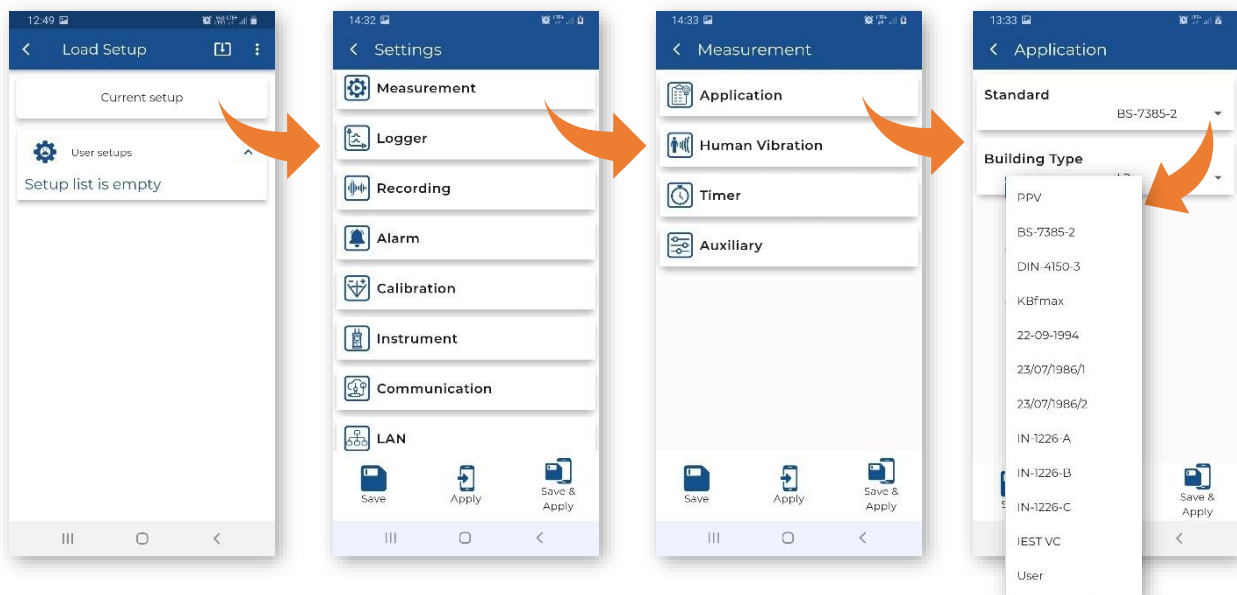 12:49
Load Setup
Current setup
User setups
Setup list is empty
14:32
Settings
Measurement
Logger
Recording
Alarm
Calibration
Instrument
Communication
LAN
Save
Apply
Save &
Apply
14:33
Measurement
Application
Human Vibration
Timer
Auxiliary
Save
Apply
Save &
Apply
13:33
Application
Standard
BS-7385-2
Building Type
PPV
BS-7385-2
DIN-4150-3
KBfmax
22-09-1994
23/07/1986/1
23/07/1986/2
IN-1226-A
IN-1226-B
IN-1226-C
IEST VC
User
Save &
Apply